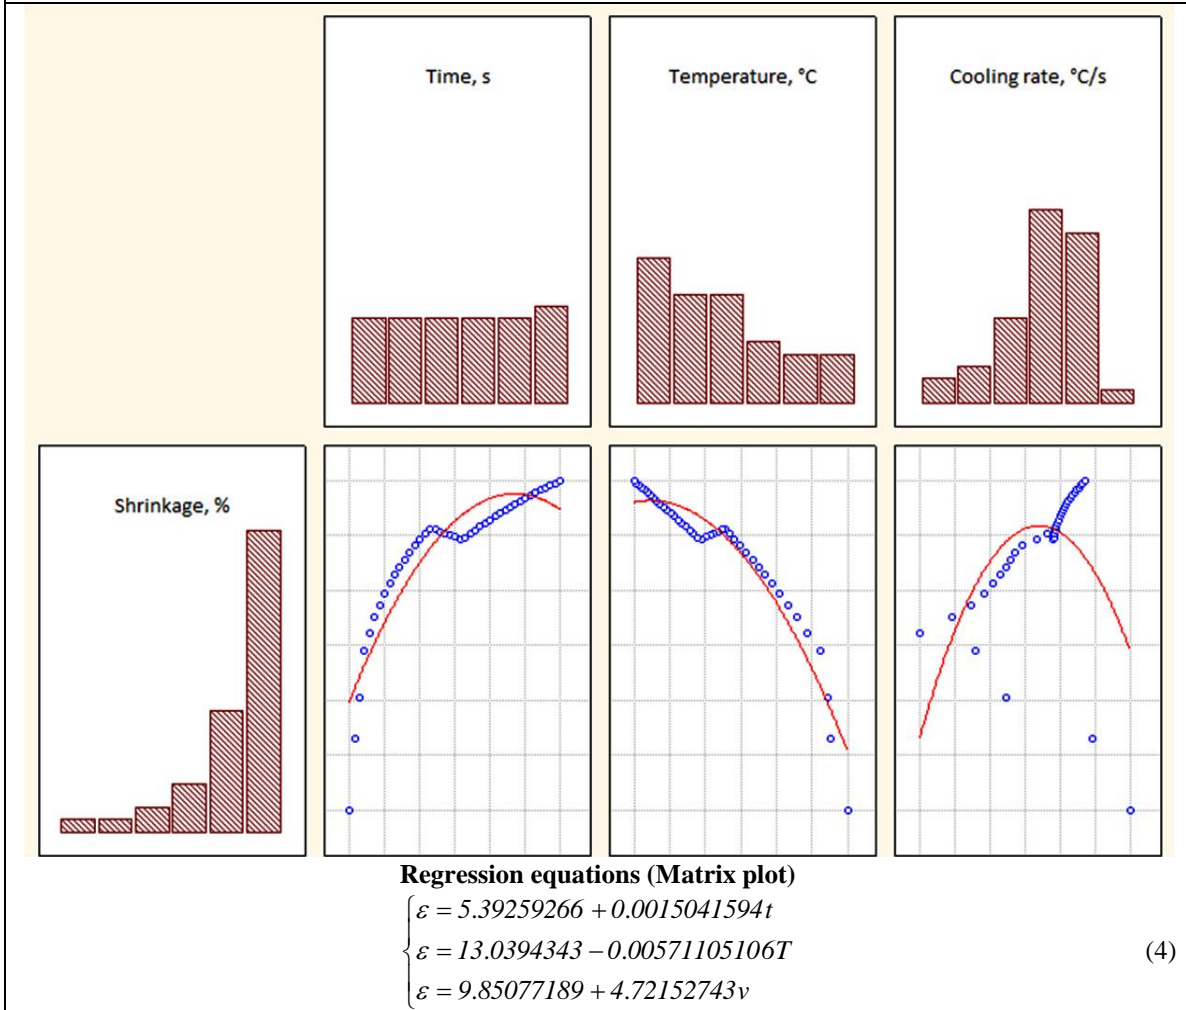 Time, s
Temperature, °C
Cooling rate, °C/s
Shrinkage, %
Regression equations (Matrix plot)
ε = 5.39259266 + 0.0015041594t
ε = 13.0394343 − 0.00571105106T
(4)
ε = 9.85077189 + 4.72152743v